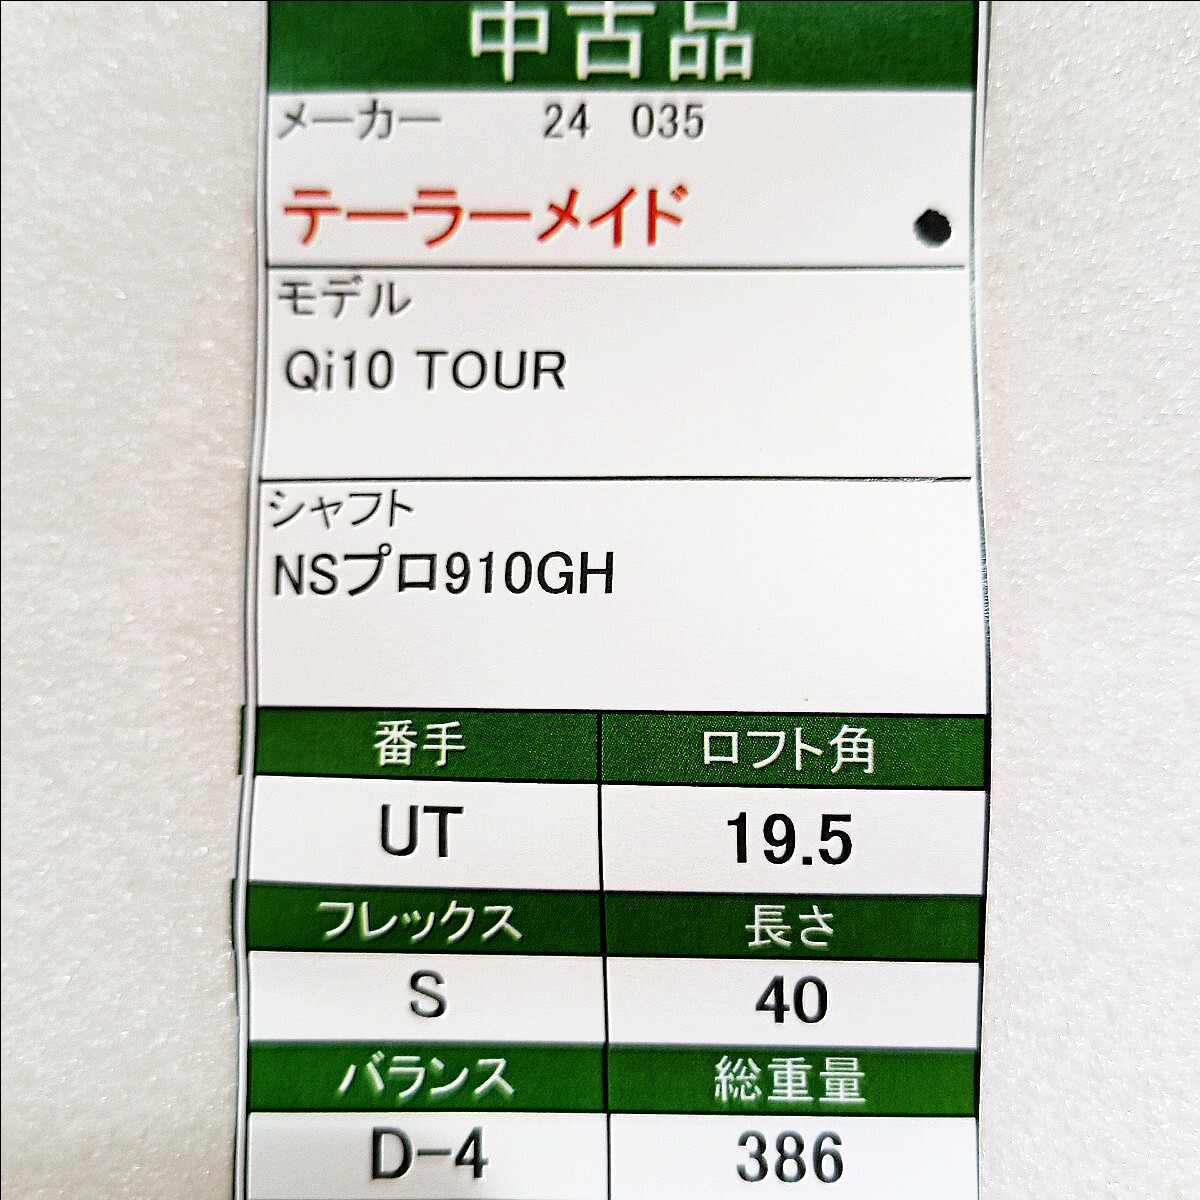 中古品
メーカー 24 035
テーラーメイド
モデル
Qi10 TOUR
シャフト
NSプロ910GH
番手 ロフト角
UT 19.5
フレックス 長さ
S 40
バランス 総重量
D-4 386